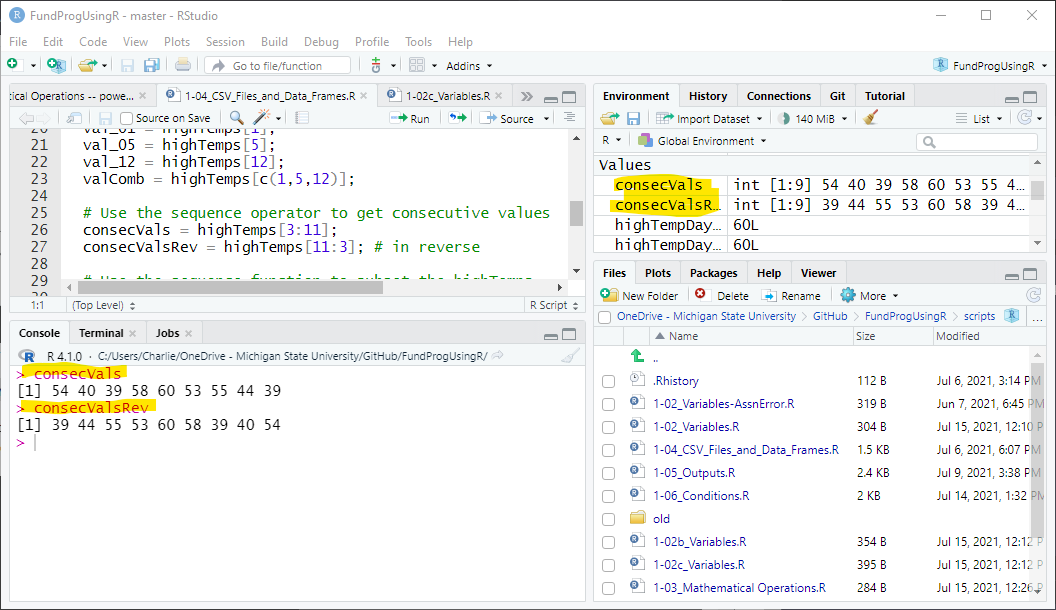 FundProgUsingR - master - RStudio
File Edit Code View Plots Session Build Debug Profile Tools Help
Go to file/function Addins FundProgUsingR
tical Operations -- powe... 1-04_CSV_Files_and_Data_Frames.R 1-02c_Variables.R
Source on Save Run Source
20 val_01 = highTemps[1];
21 val_05 = highTemps[5];
22 val_12 = highTemps[12];
23 valComb = highTemps[c(1,5,12)];
24
25 # Use the sequence operator to get consecutive values
26 consecVals = highTemps[3:11];
27 consecValsRev = highTemps[11:3]; # in reverse
28
29 # Use the sequence function to subset the highTemps
30
1:1 (Top Level) R Script
Console Terminal Jobs
R 4.1.0 · C:/Users/Charlie/OneDrive - Michigan State University/GitHub/FundProgUsingR/
> consecVals
[1] 54 40 39 58 60 53 55 44 39
> consecValsRev
[1] 39 44 55 53 60 58 39 40 54
>
Environment History Connections Git Tutorial
Import Dataset 140 MiB List
R Global Environment
Values
consecVals int [1:9] 54 40 39 58 60 53 55 4...
consecValsR... int [1:9] 39 44 55 53 60 58 39 4...
highTempDay... 60L
highTempDay... 60L
Files Plots Packages Help Viewer
New Folder Delete Rename More
OneDrive - Michigan State University GitHub FundProgUsingR scripts ...
Name Size Modified
..
.Rhistory 112 B Jul 6, 2021, 3:14 PM
1-02_Variables-AssnError.R 319 B Jun 7, 2021, 6:45 PM
1-02_Variables.R 304 B Jul 15, 2021, 12:10 P
1-04_CSV_Files_and_Data_Frames.R 1.5 KB Jul 6, 2021, 6:07 PM
1-05_Outputs.R 2.4 KB Jul 9, 2021, 3:38 PM
1-06_Conditions.R 2 KB Jul 14, 2021, 1:32 PM
old
1-02b_Variables.R 354 B Jul 15, 2021, 12:12 P
1-02c_Variables.R 395 B Jul 15, 2021, 12:12 P
1-03_Mathematical Operations.R 284 B Jul 15, 2021, 12:26 P